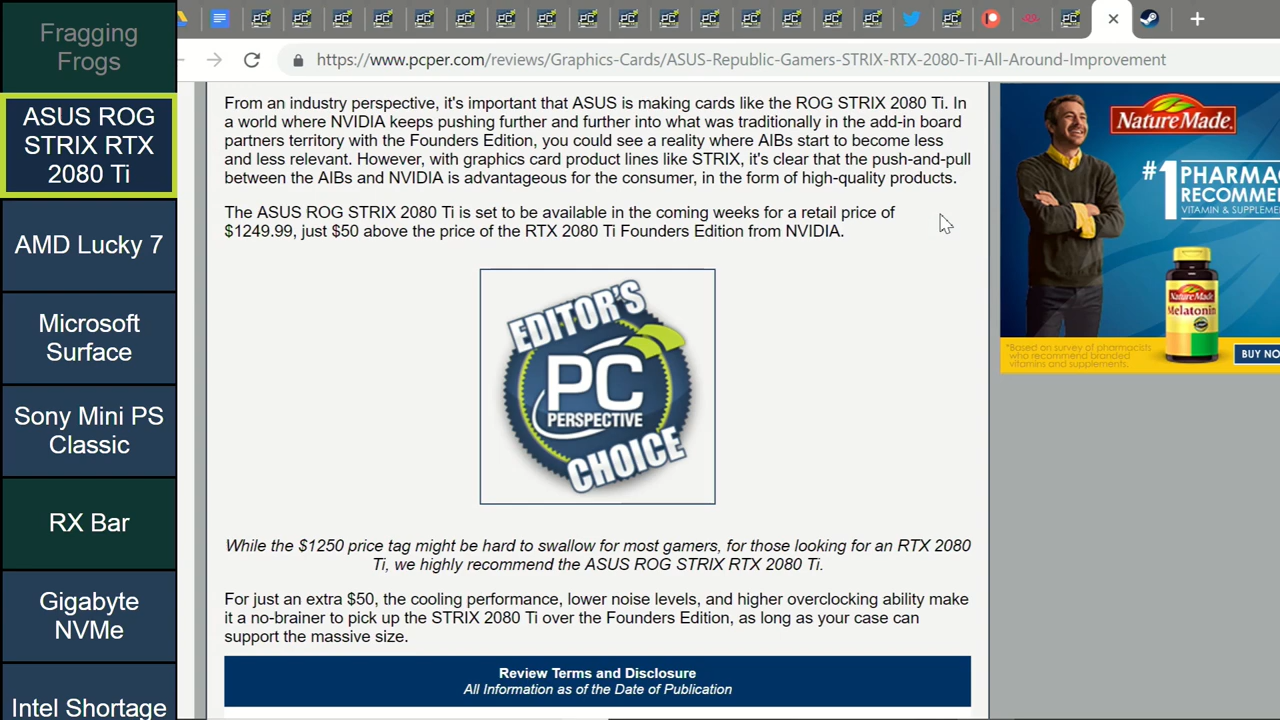 Fragging
Frogs
ASUS ROG
STRIX RTX
2080 Ti
AMD Lucky 7
Microsoft
Surface
Sony Mini PS
Classic
RX Bar
Gigabyte
NVMe
Intel Shortage
https://www.pcper.com/reviews/Graphics-Cards/ASUS-Republic-Gamers-STRIX-RTX-2080-Ti-All-Around-Improvement
From an industry perspective, it's important that ASUS is making cards like the ROG STRIX 2080 Ti. In
a world where NVIDIA keeps pushing further and further into what was traditionally in the add-in board
partners territory with the Founders Edition, you could see a reality where AIBs start to become less
and less relevant. However, with graphics card product lines like STRIX, it's clear that the push-and-pull
between the AIBs and NVIDIA is advantageous for the consumer, in the form of high-quality products.
The ASUS ROG STRIX 2080 Ti is set to be available in the coming weeks for a retail price of
$1249.99, just $50 above the price of the RTX 2080 Ti Founders Edition from NVIDIA.
EDITOR'S
PC
PERSPECTIVE
CHOICE
While the $1250 price tag might be hard to swallow for most gamers, for those looking for an RTX 2080
Ti, we highly recommend the ASUS ROG STRIX RTX 2080 Ti.
For just an extra $50, the cooling performance, lower noise levels, and higher overclocking ability make
it a no-brainer to pick up the STRIX 2080 Ti over the Founders Edition, as long as your case can
support the massive size.
Review Terms and Disclosure
All Information as of the Date of Publication
NATURE MADE
#1 PHARMA
RECOMME
VITAMIN & SUPPLEME
NATURE MADE
Melatonin
*Based on survey of pharmacists
who recommend branded
vitamins and supplements.
BUY NO